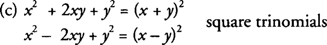 (c) x² + 2xy + y² = (x + y)² square trinomials
x² − 2xy + y² = (x − y)²